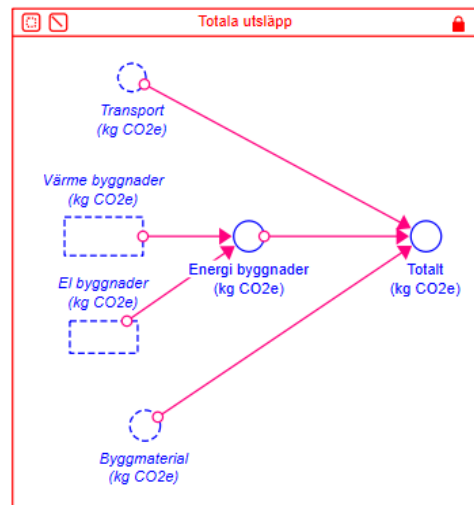 Totala utsläpp
Transport
(kg CO2e)
Värme byggnader
(kg CO2e)
El byggnader
(kg CO2e)
Energi byggnader
(kg CO2e)
Totalt
(kg CO2e)
Byggmaterial
(kg CO2e)